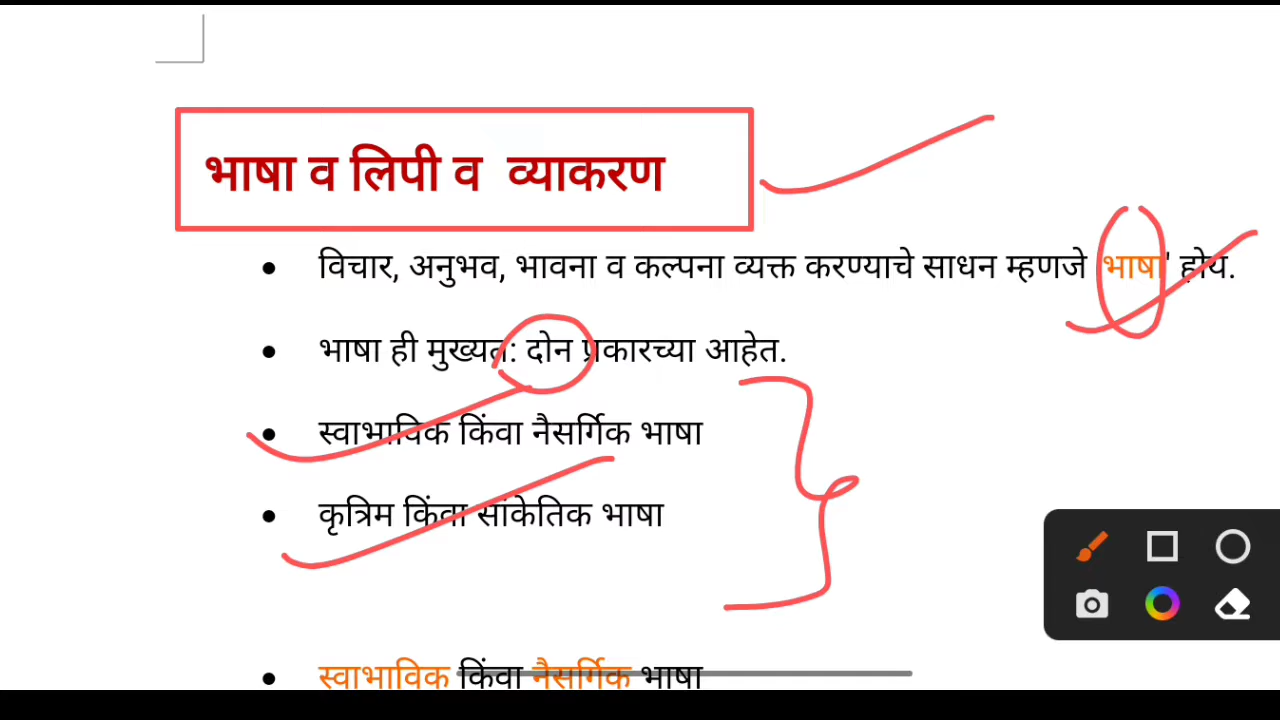 भाषा व लिपी व व्याकरण
विचार, अनुभव, भावना व कल्पना व्यक्त करण्याचे साधन म्हणजे 'भाषा' होय.
भाषा ही मुख्यत: दोन प्रकारच्या आहेत.
स्वाभाविक किंवा नैसर्गिक भाषा
कृत्रिम किंवा सांकेतिक भाषा
स्वाभाविक किंवा नैसर्गिक भाषा